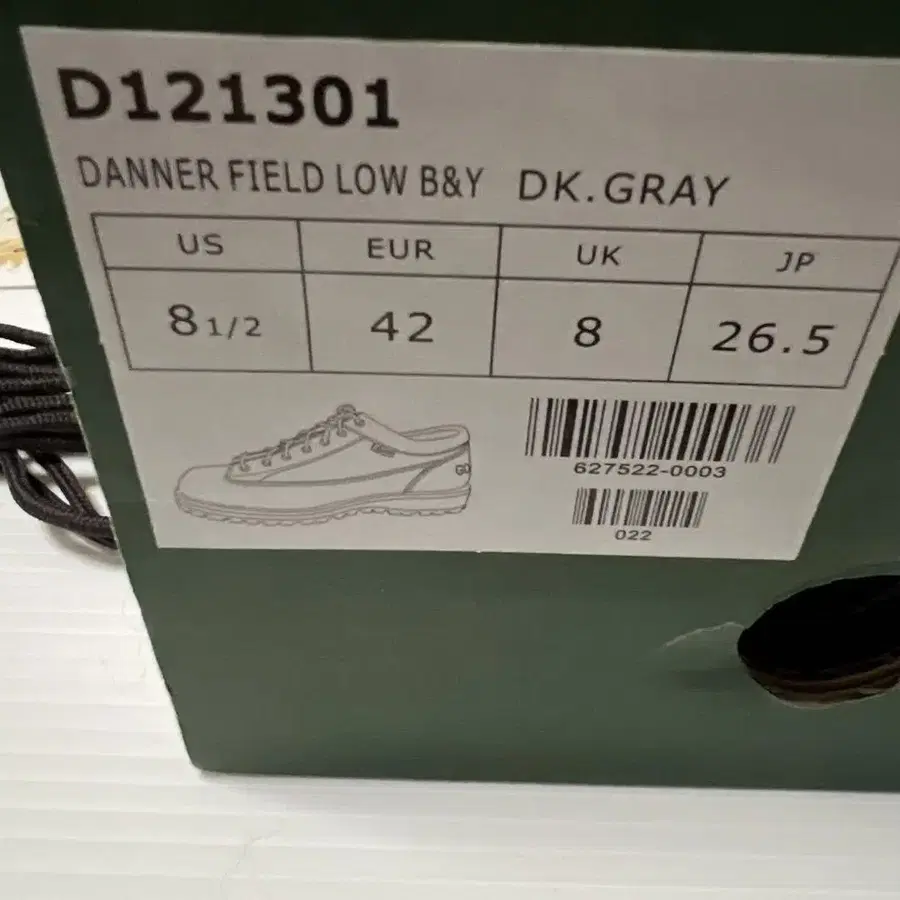 D121301
DANNER FIELD LOW B&Y DK.GRAY
US EUR UK JP
8 1/2 42 8 26.5
627522-0003
022